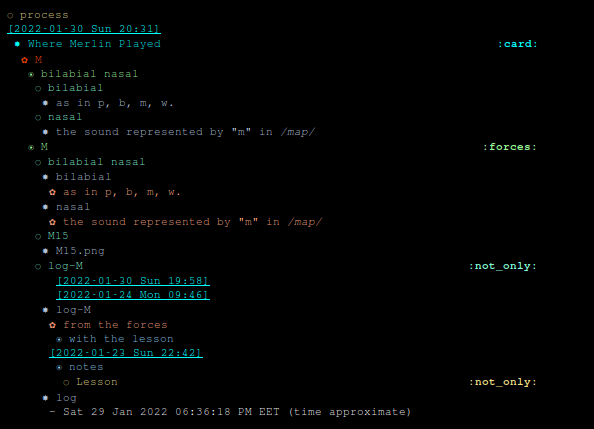 process
[2022-01-30 Sun 20:31]
Where Merlin Played :card:
M
bilabial nasal
bilabial
as in p, b, m, w.
nasal
the sound represented by "m" in /map/
M :forces:
bilabial nasal
bilabial
as in p, b, m, w.
nasal
the sound represented by "m" in /map/
M15
M15.png
log-M :not_only:
[2022-01-30 Sun 19:58]
[2022-01-24 Mon 09:46]
log-M
from the forces
with the lesson
[2022-01-23 Sun 22:42]
notes
Lesson :not_only:
log
- Sat 29 Jan 2022 06:36:18 PM EET (time approximate)